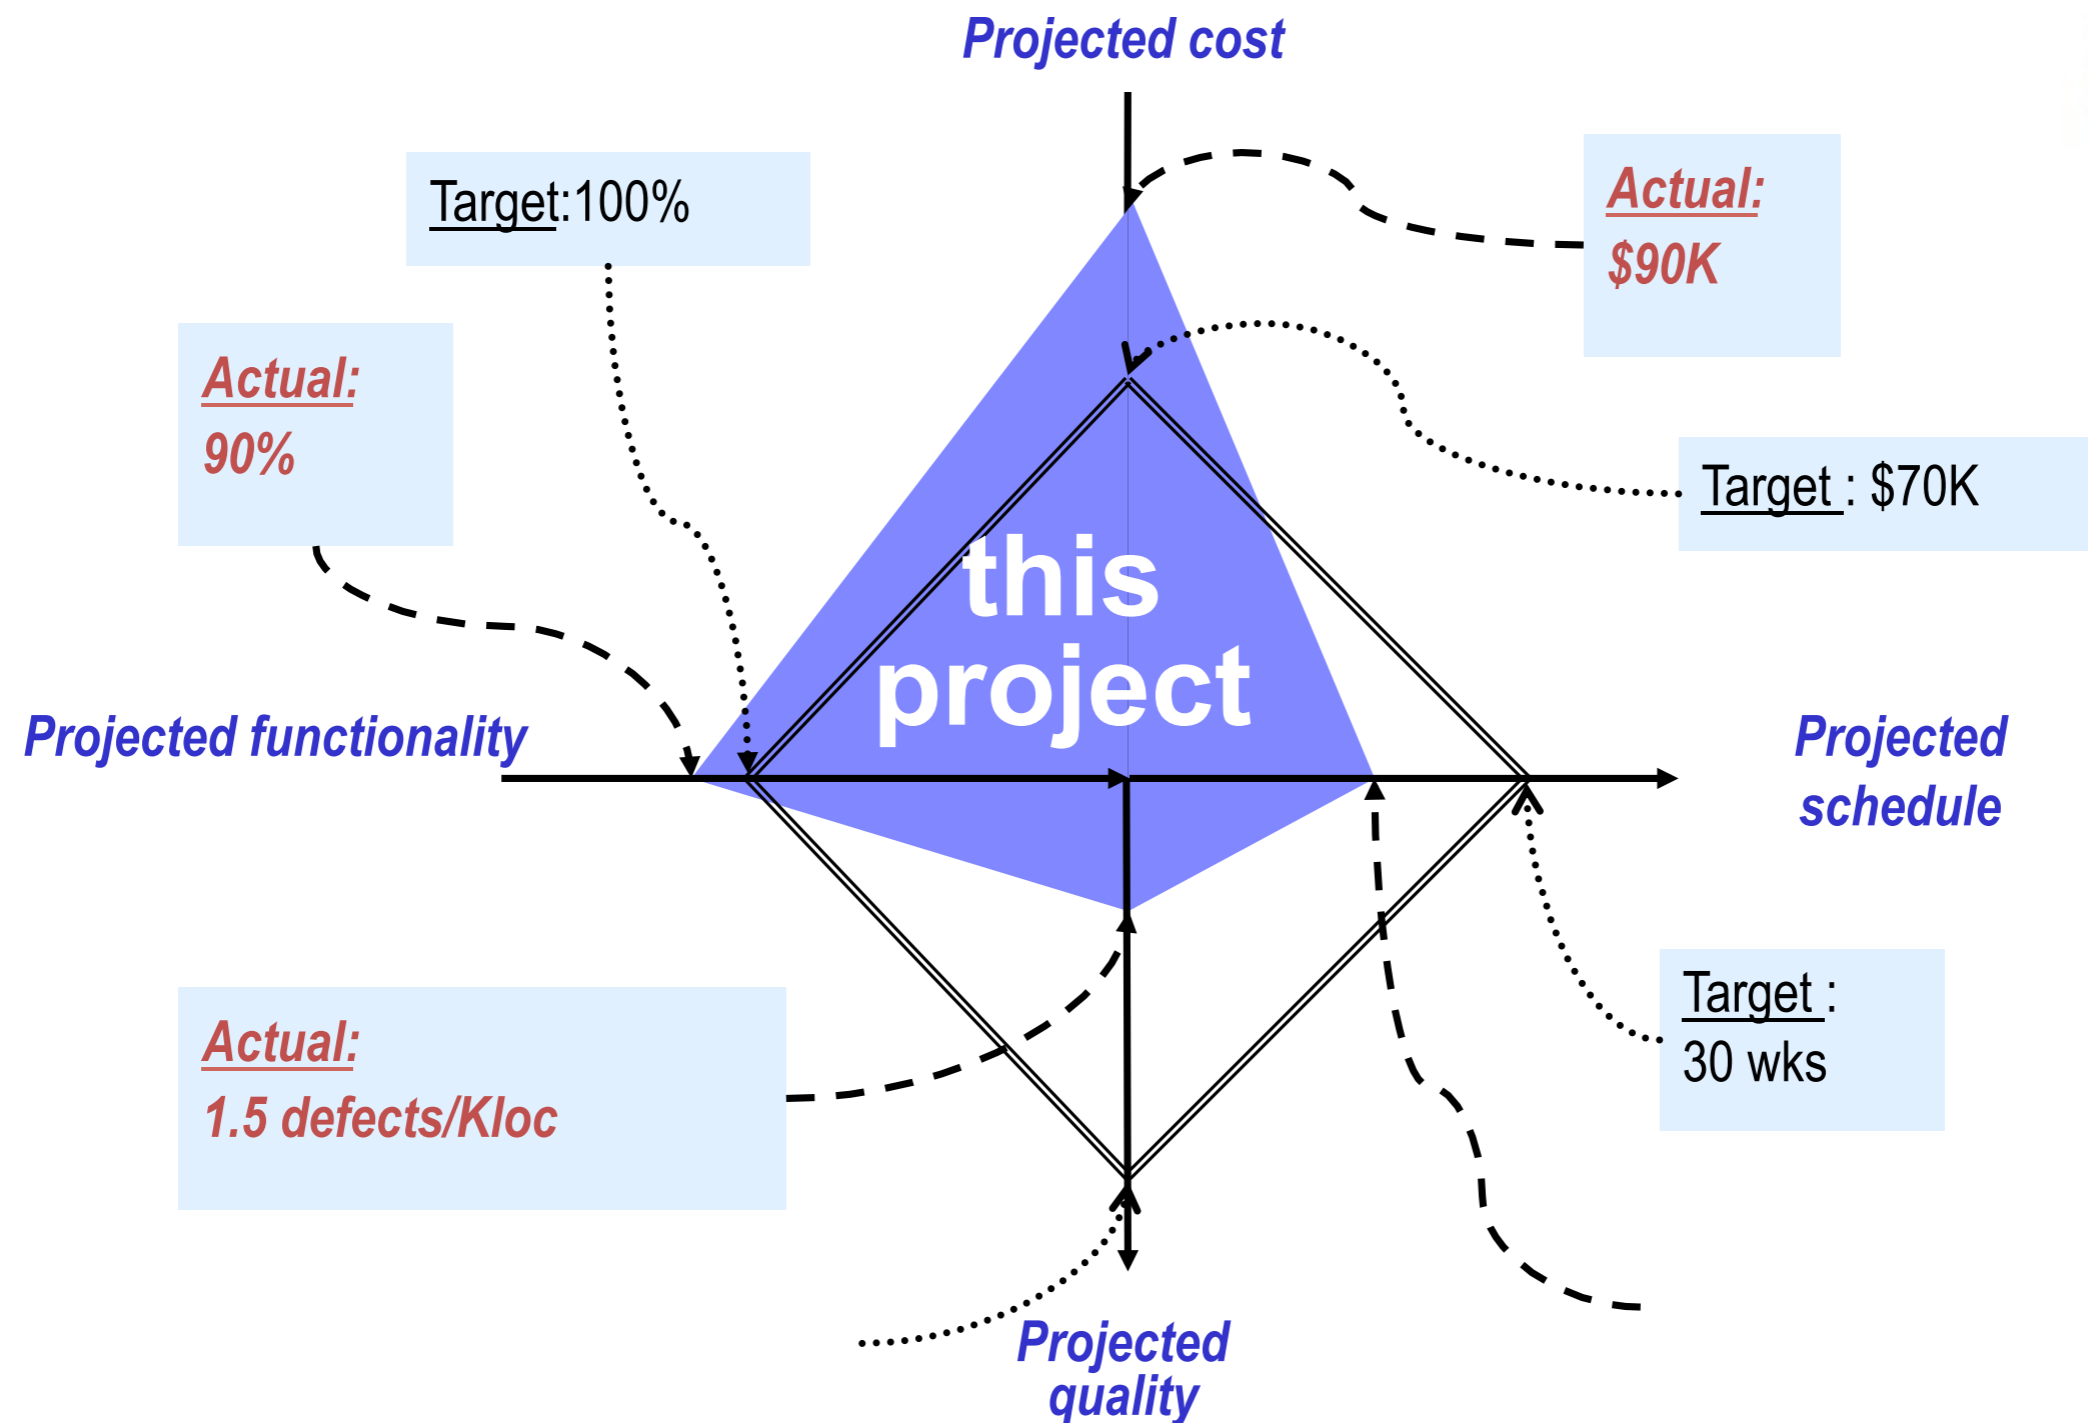 Projected cost
Target:100%
Actual:
$90K
Actual:
90%
Target : $70K
this
project
Projected functionality
Projected
schedule
Target :
30 wks
Actual:
1.5 defects/Kloc
Projected
quality